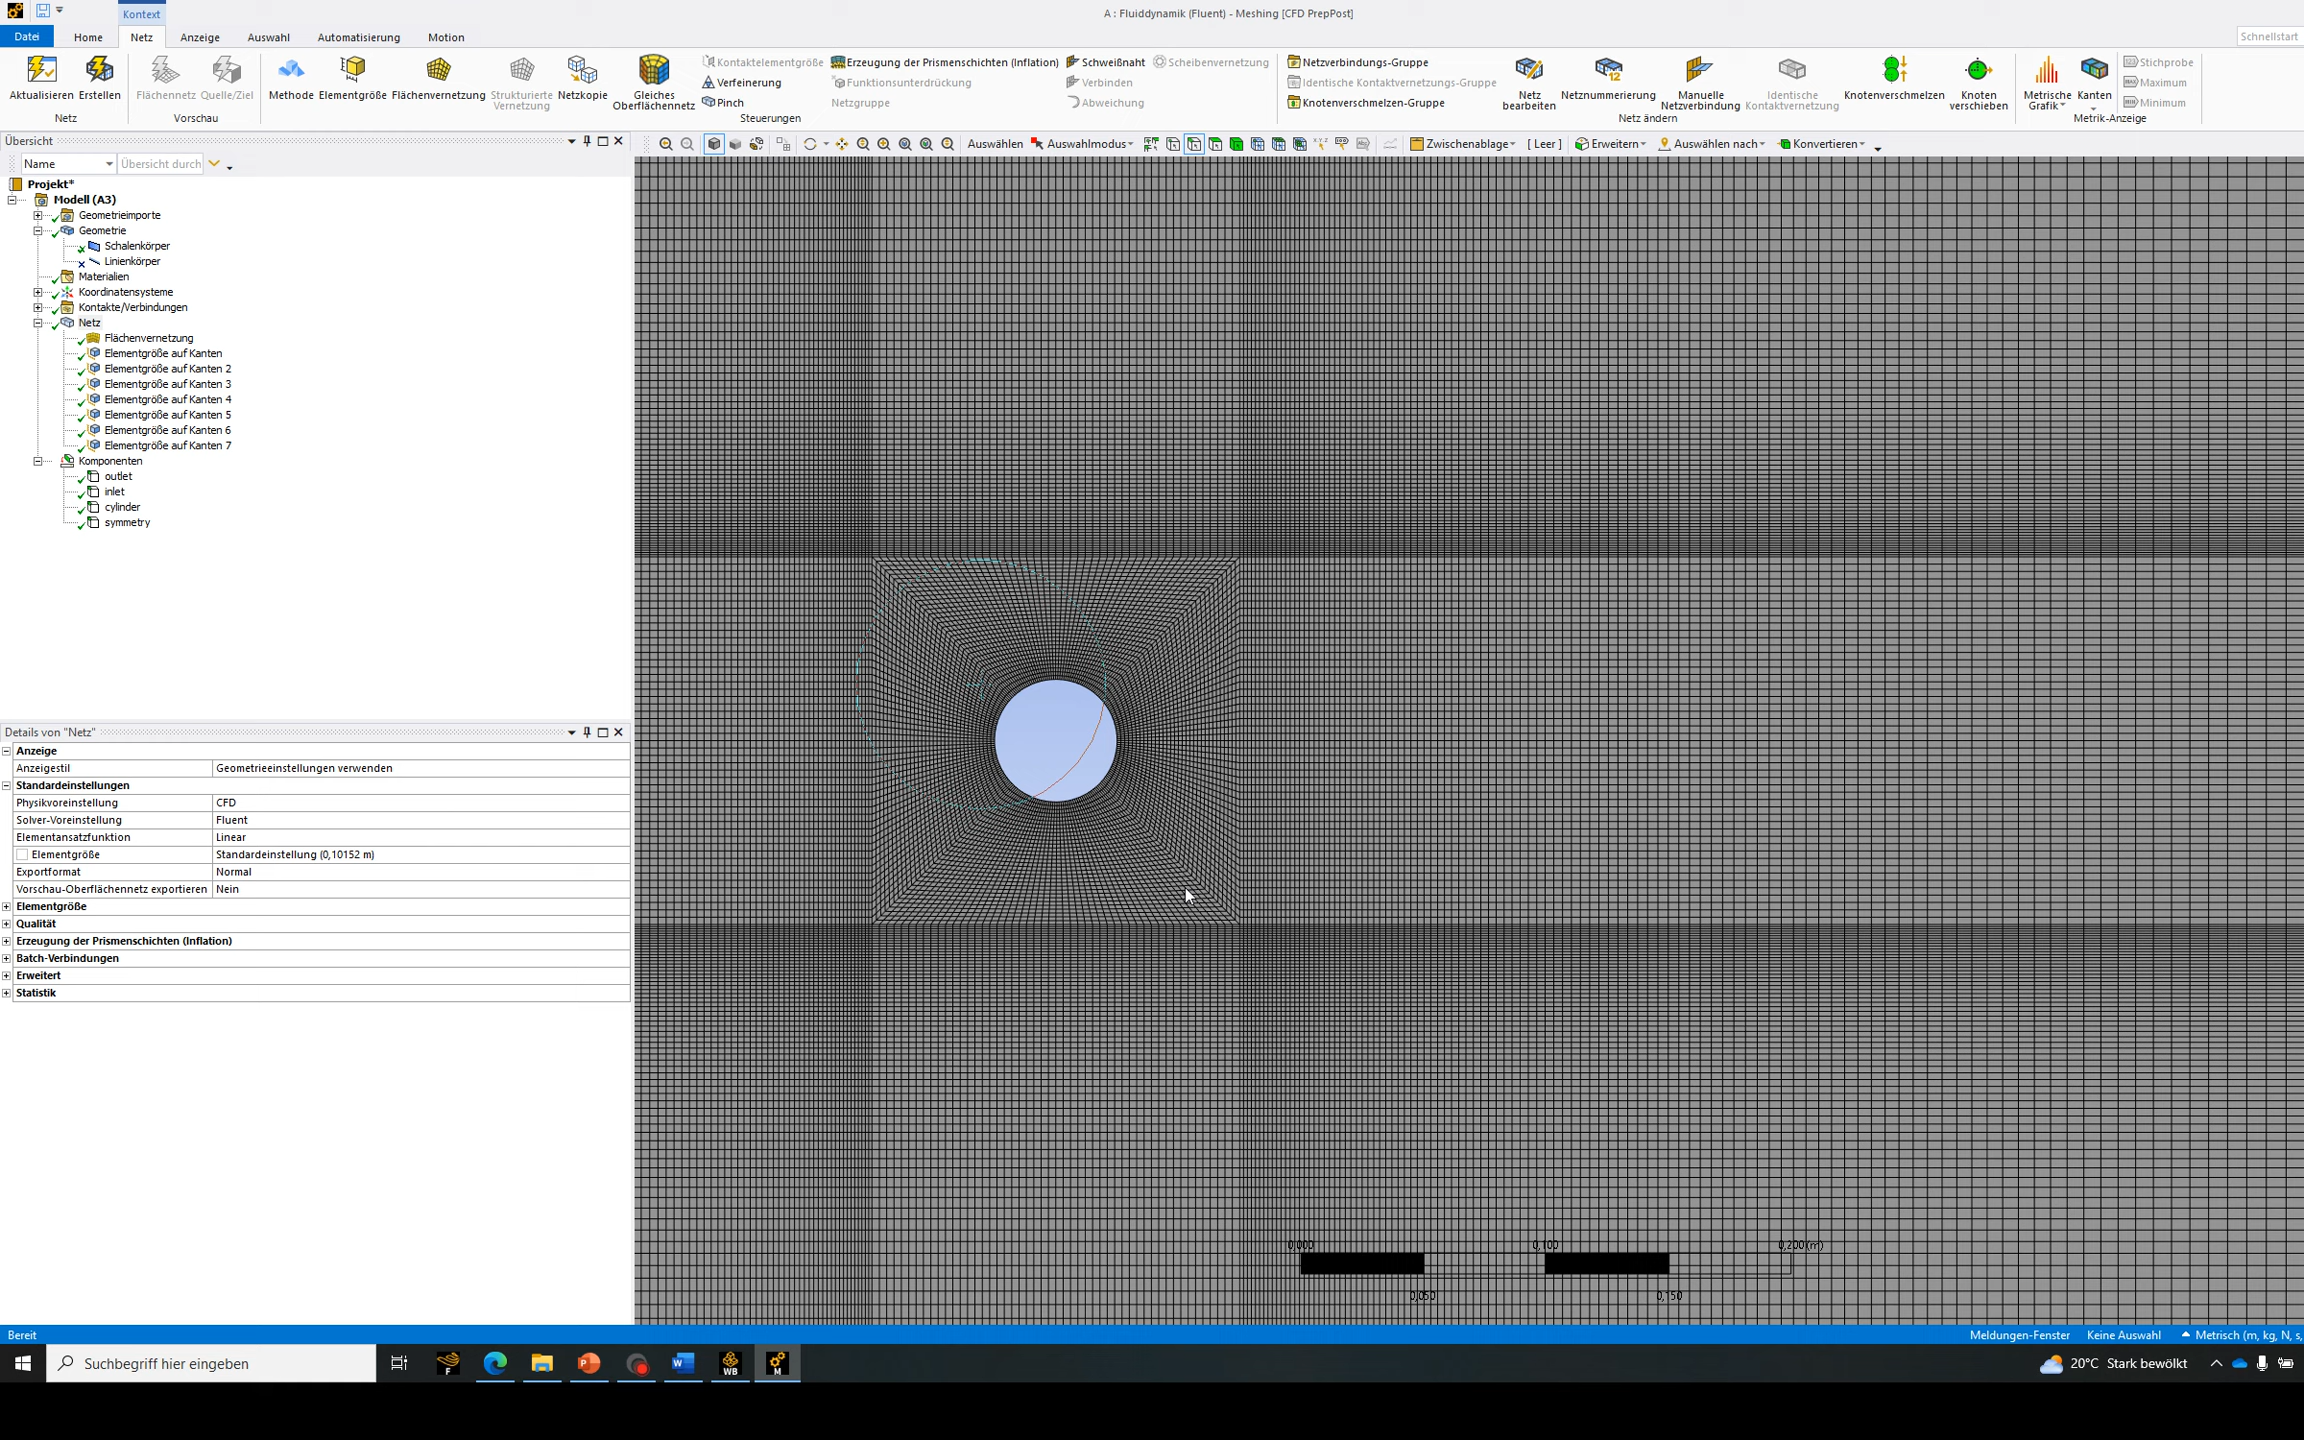 Kontext
A : Fluiddynamik (Fluent) - Meshing [CFD PrepPost]
Datei Home Netz Anzeige Auswahl Automatisierung Motion Schnellstart
Aktualisieren Erstellen
Netz
Flächennetz Quelle/Ziel
Vorschau
Methode Elementgröße Flächenvernetzung Strukturierte Vernetzung Netzkopie Gleiches Oberflächennetz
Kontaktelementgröße Erzeugung der Prismenschichten (Inflation) Schweißnaht Scheibenvernetzung
Verfeinerung Funktionsunterdrückung Verbinden
Pinch Netzgruppe Abweichung
Steuerungen
Netzverbindungs-Gruppe
Identische Kontaktvernetzungs-Gruppe
Knotenverschmelzen-Gruppe
Netz bearbeiten Netznummerierung Manuelle Netzverbindung Identische Kontaktvernetzung Knotenverschmelzen Knoten verschieben
Netz ändern
Metrische Grafik Kanten
Stichprobe
Maximum
Minimum
Metrik-Anzeige
Übersicht
Name Übersicht durch
Auswählen Auswahlmodus Zwischenablage [ Leer ] Erweitern Auswählen nach Konvertieren
Projekt*
Modell (A3)
Geometrieimporte
Geometrie
Schalenkörper
Linienkörper
Materialien
Koordinatensysteme
Kontakte/Verbindungen
Netz
Flächenvernetzung
Elementgröße auf Kanten
Elementgröße auf Kanten 2
Elementgröße auf Kanten 3
Elementgröße auf Kanten 4
Elementgröße auf Kanten 5
Elementgröße auf Kanten 6
Elementgröße auf Kanten 7
Komponenten
outlet
inlet
cylinder
symmetry
Details von "Netz"
Anzeige
Anzeigestil Geometrieeinstellungen verwenden
Standardeinstellungen
Physikvoreinstellung CFD
Solver-Voreinstellung Fluent
Elementansatzfunktion Linear
Elementgröße Standardeinstellung (0,10152 m)
Exportformat Normal
Vorschau-Oberflächennetz exportieren Nein
Elementgröße
Qualität
Erzeugung der Prismenschichten (Inflation)
Batch-Verbindungen
Erweitert
Statistik
0,000 0,100 0,200 (m)
0,050 0,150
Bereit Meldungen-Fenster Keine Auswahl Metrisch (m, kg, N, s,
Suchbegriff hier eingeben F WB M 20°C Stark bewölkt